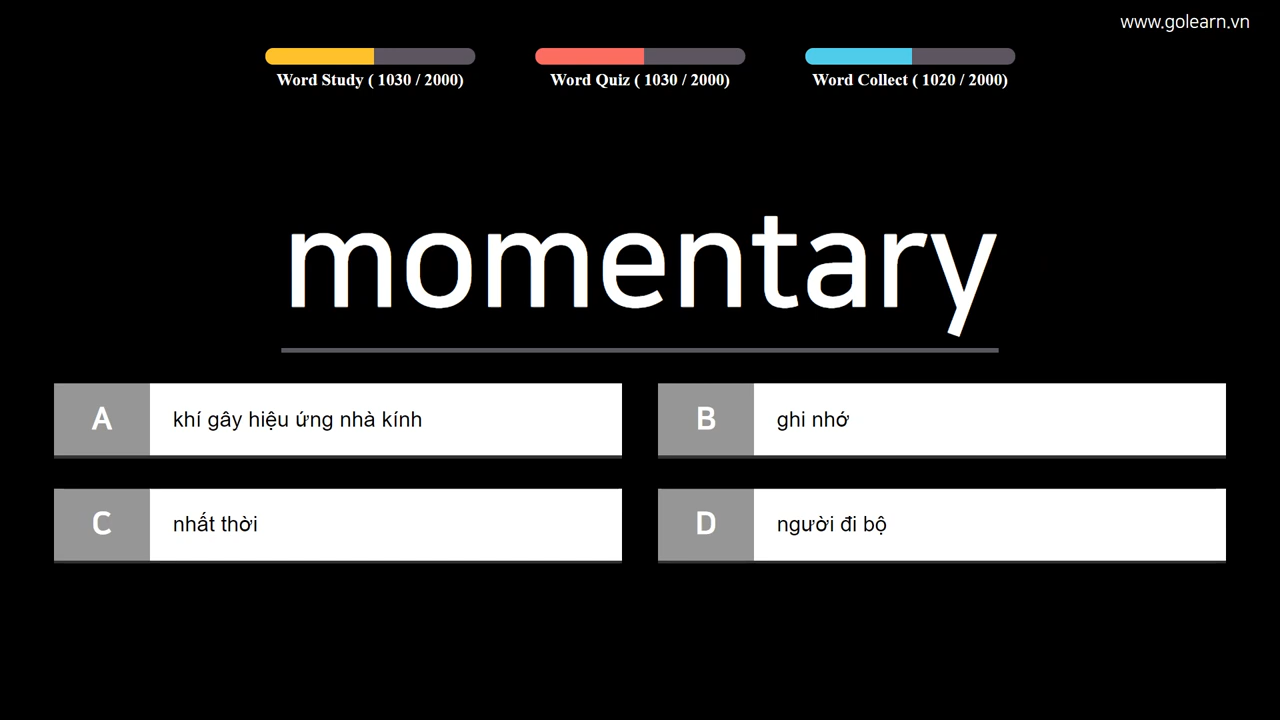 www.golearn.vn
Word Study ( 1030 / 2000)
Word Quiz ( 1030 / 2000)
Word Collect ( 1020 / 2000)
momentary
A khí gây hiệu ứng nhà kính
B ghi nhớ
C nhất thời
D người đi bộ